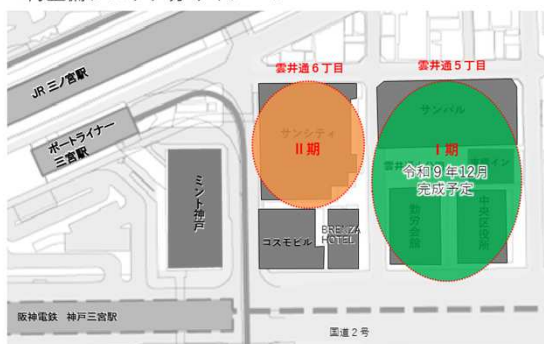 雲井通6丁目
雲井通5丁目
JR 三ノ宮駅
ポートライナー
三宮駅
ミント神戸
サンシティ
Ⅱ期
コスモビル
BRENZA
HOTEL
サンパル
Ⅰ期
令和9年12月
完成予定
勤労会館
中央区役所
阪神電鉄 神戸三宮駅
国道2号